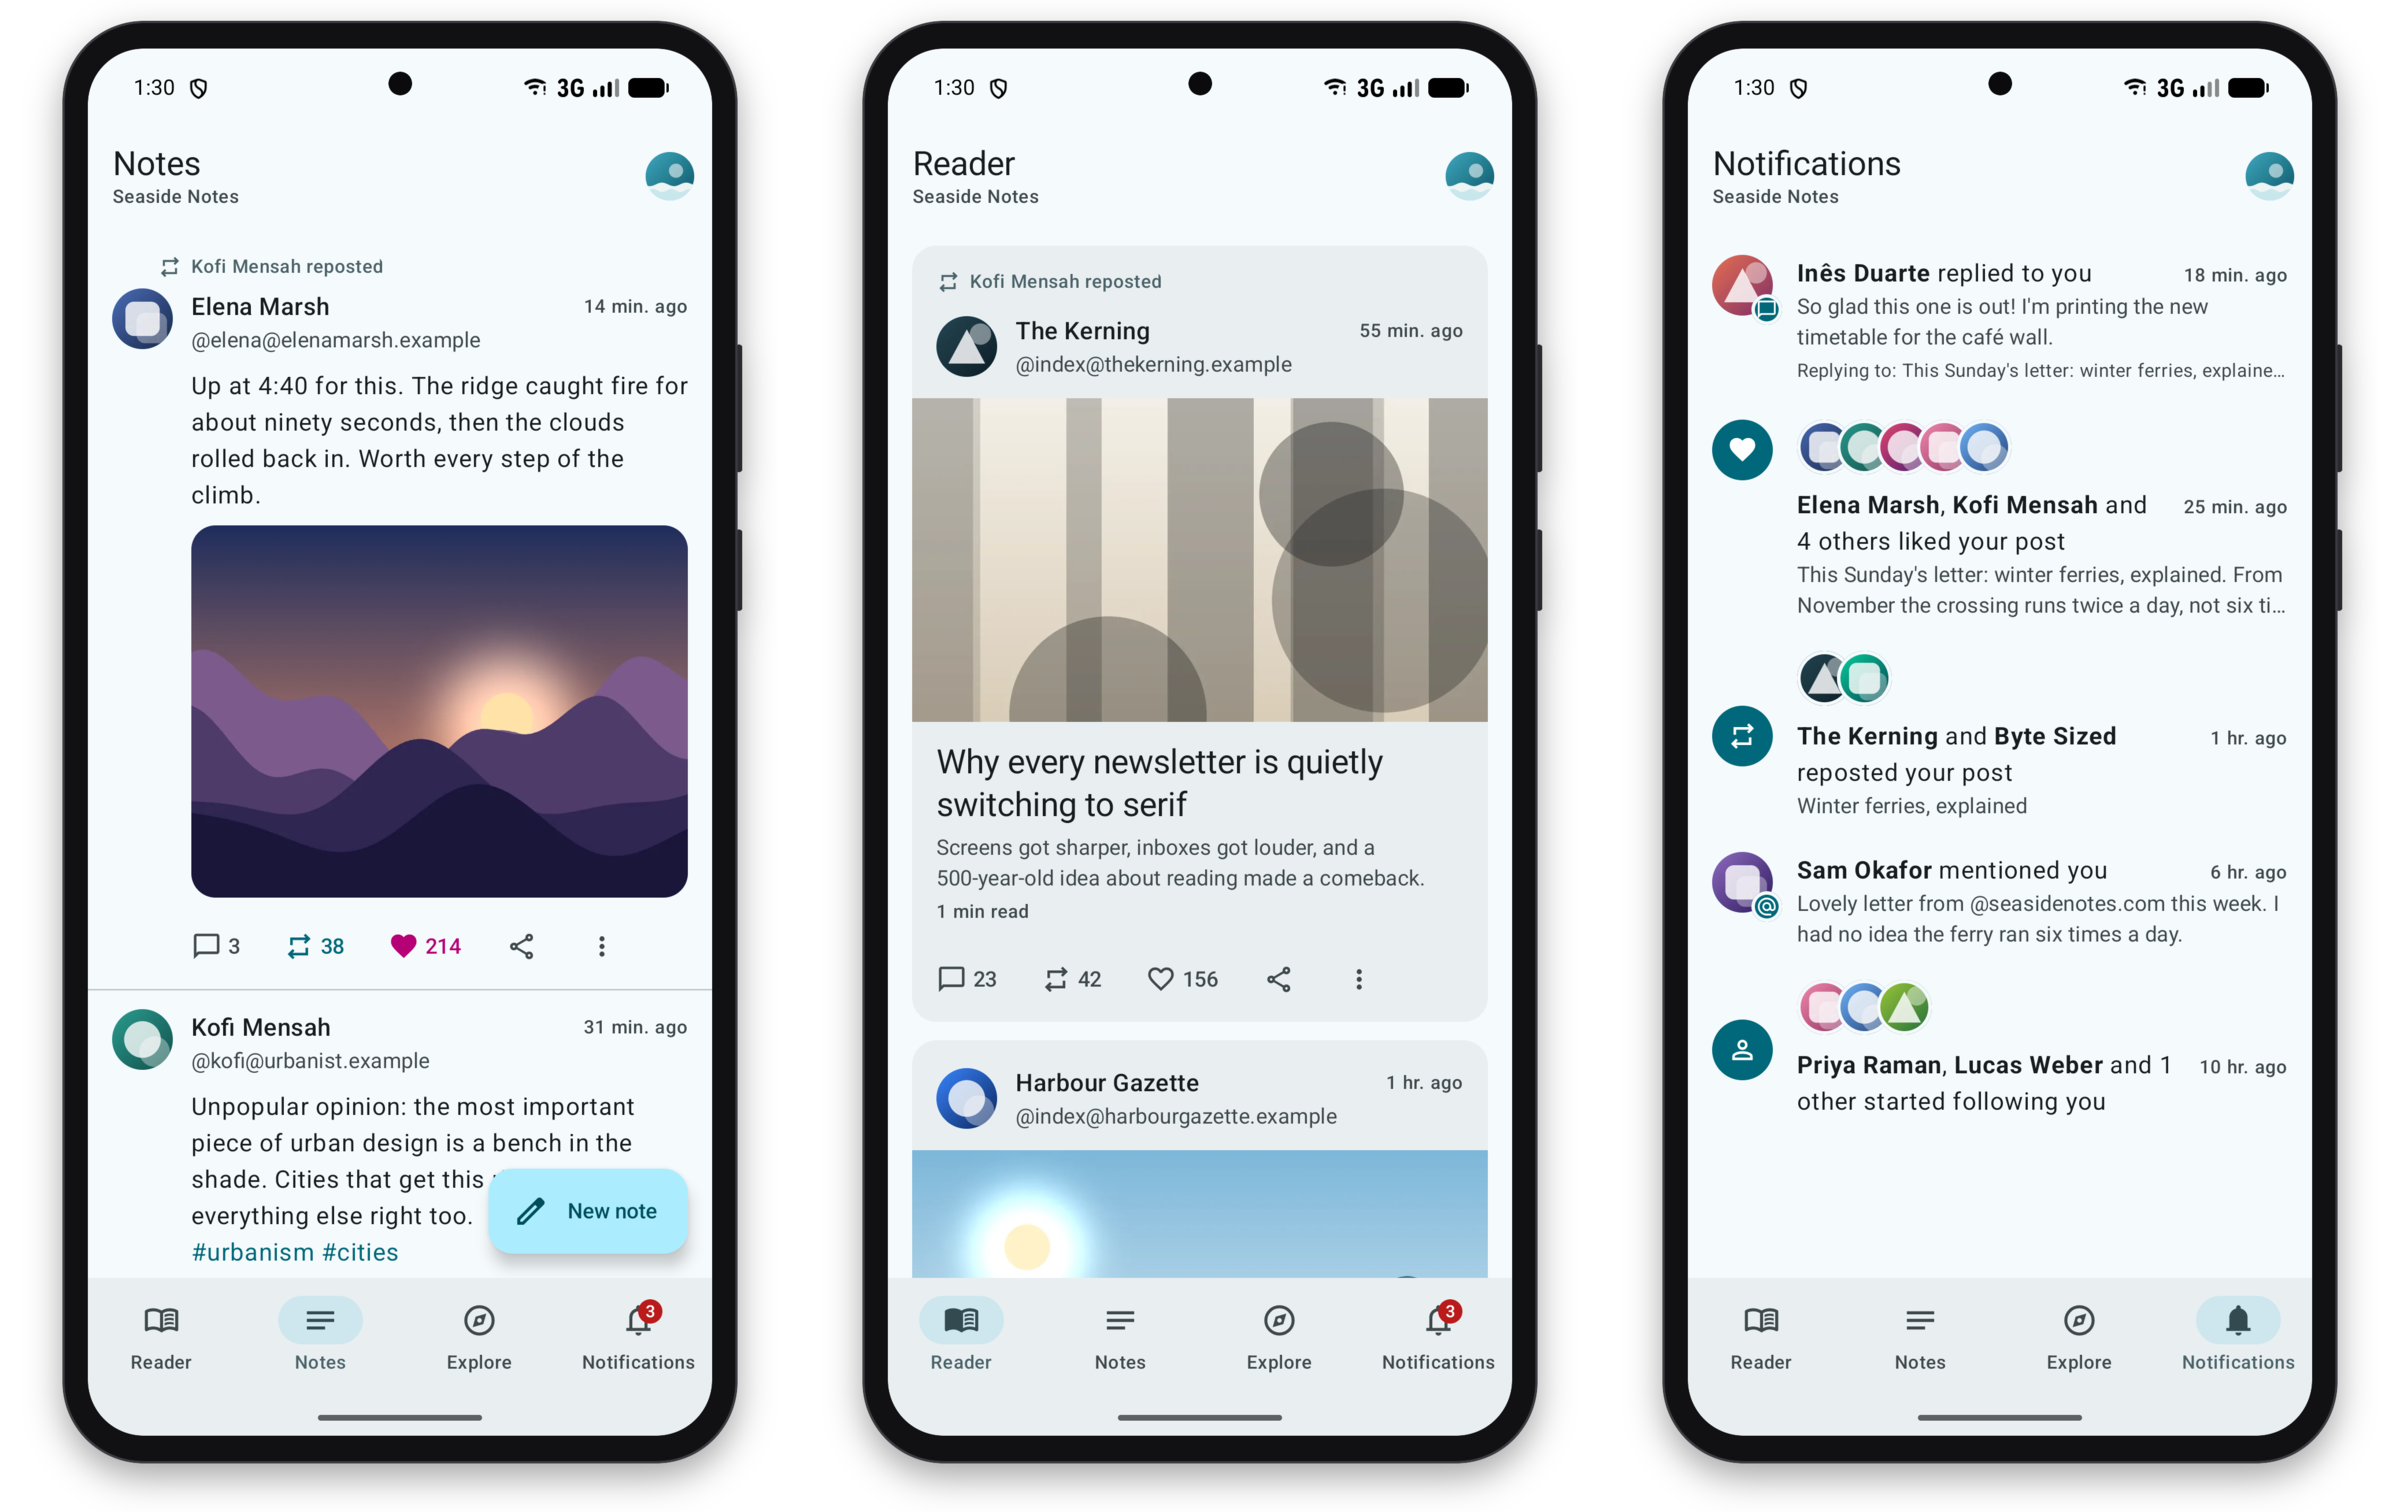 1:30
3G
Notes
Seaside Notes
Kofi Mensah reposted
Elena Marsh
14 min. ago
@elena@elenamarsh.example
Up at 4:40 for this. The ridge caught fire for
about ninety seconds, then the clouds
rolled back in. Worth every step of the
climb.
3
38
214
Kofi Mensah
31 min. ago
@kofi@urbanist.example
Unpopular opinion: the most important
piece of urban design is a bench in the
shade. Cities that get this
everything else right too.
#urbanism #cities
New note
Reader
Notes
Explore
3
Notifications
1:30
3G
Reader
Seaside Notes
Kofi Mensah reposted
The Kerning
55 min. ago
@index@thekerning.example
Why every newsletter is quietly
switching to serif
Screens got sharper, inboxes got louder, and a
500-year-old idea about reading made a comeback.
1 min read
23
42
156
Harbour Gazette
1 hr. ago
@index@harbourgazette.example
Reader
Notes
Explore
3
Notifications
1:30
3G
Notifications
Seaside Notes
Inês Duarte replied to you
18 min. ago
So glad this one is out! I'm printing the new
timetable for the café wall.
Replying to: This Sunday's letter: winter ferries, explaine…
Elena Marsh, Kofi Mensah and
25 min. ago
4 others liked your post
This Sunday's letter: winter ferries, explained. From
November the crossing runs twice a day, not six ti…
The Kerning and Byte Sized
1 hr. ago
reposted your post
Winter ferries, explained
Sam Okafor mentioned you
6 hr. ago
Lovely letter from @seasidenotes.com this week. I
had no idea the ferry ran six times a day.
Priya Raman, Lucas Weber and 1
10 hr. ago
other started following you
Reader
Notes
Explore
Notifications